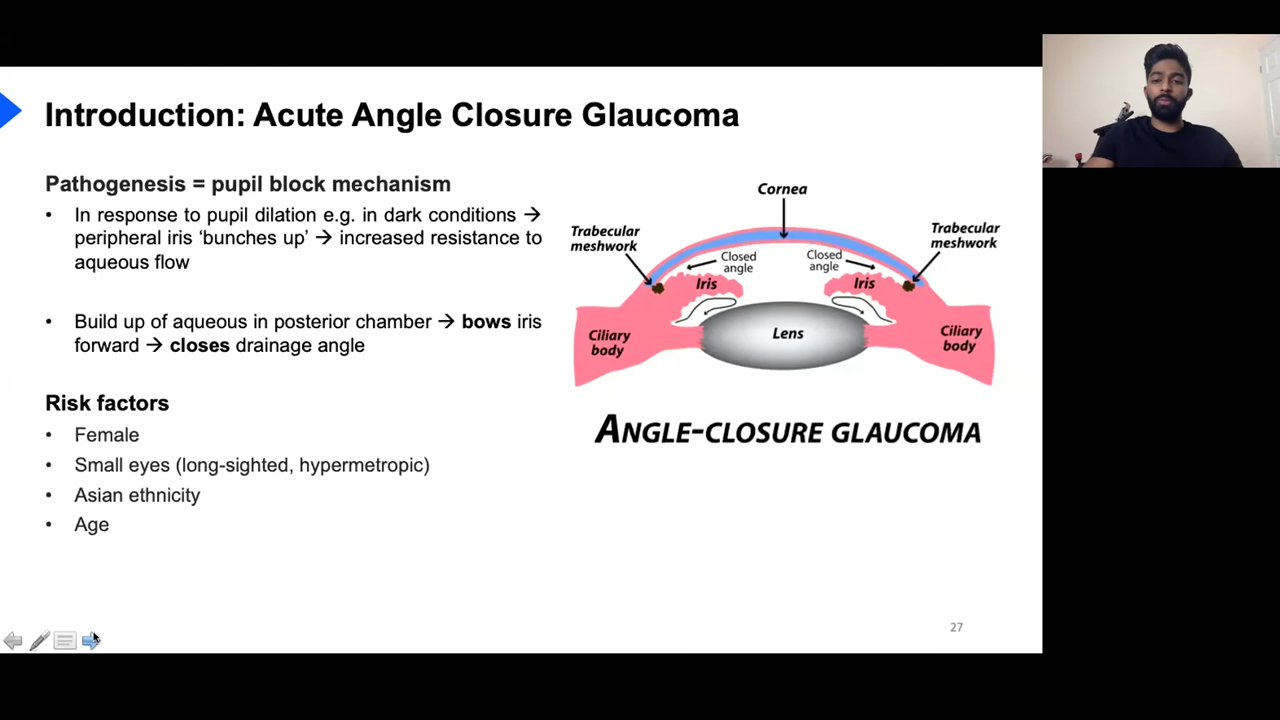 Introduction: Acute Angle Closure Glaucoma
Pathogenesis = pupil block mechanism
• In response to pupil dilation e.g. in dark conditions →
peripheral iris ‘bunches up’ → increased resistance to
aqueous flow
• Build up of aqueous in posterior chamber → bows iris
forward → closes drainage angle
Risk factors
• Female
• Small eyes (long-sighted, hypermetropic)
• Asian ethnicity
• Age
Cornea
Trabecular
meshwork
Trabecular
meshwork
Closed
angle
Closed
angle
Iris
Iris
Ciliary
body
Lens
Ciliary
body
ANGLE-CLOSURE GLAUCOMA
27